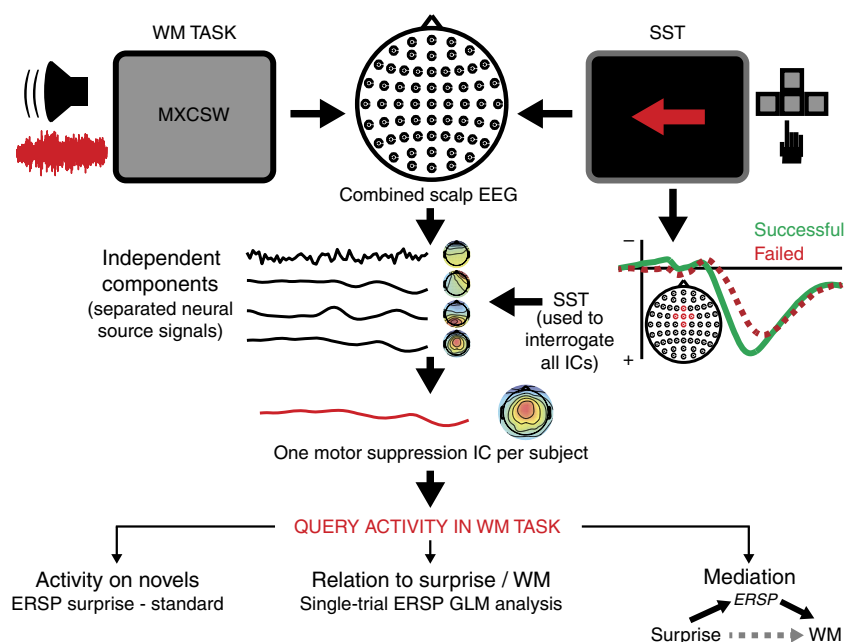 WM TASK
SST
MXCSW
Combined scalp EEG
Independent
components
(separated neural
source signals)
SST
(used to
interrogate
all ICs)
Successful
Failed
−
+
One motor suppression IC per subject
QUERY ACTIVITY IN WM TASK
Activity on novels
ERSP surprise - standard
Relation to surprise / WM
Single-trial ERSP GLM analysis
Mediation
ERSP
Surprise
WM